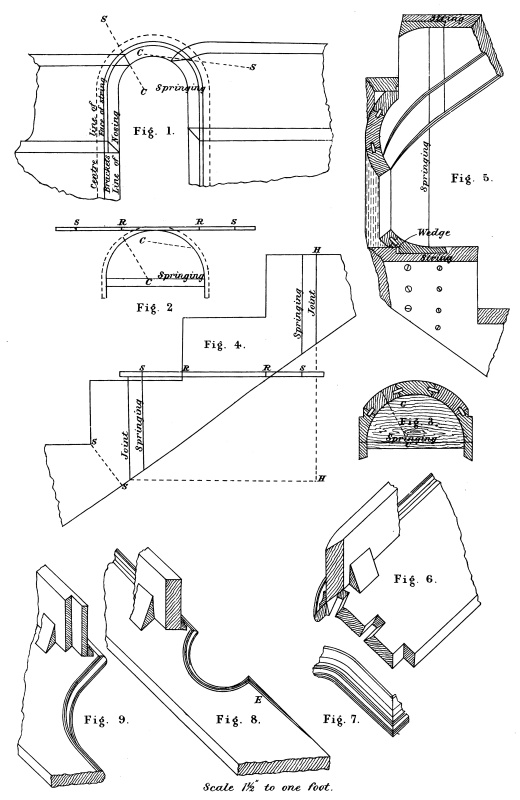 S
C
S
C
Springing
Fig. 1.
Centre line of
Face of string
Brackets
Line of Nosing
S R R S
C
C
Springing
Fig. 2
String
Springing
Fig. 5.
Wedge
String
H
Springing
Joint
Fig. 4.
S R R S
S
Joint
Springing
S
H
C
Fig. 3.
Springing
Fig. 6.
Fig. 7.
E
Fig. 8.
Fig. 9.
Scale 1½" to one foot.